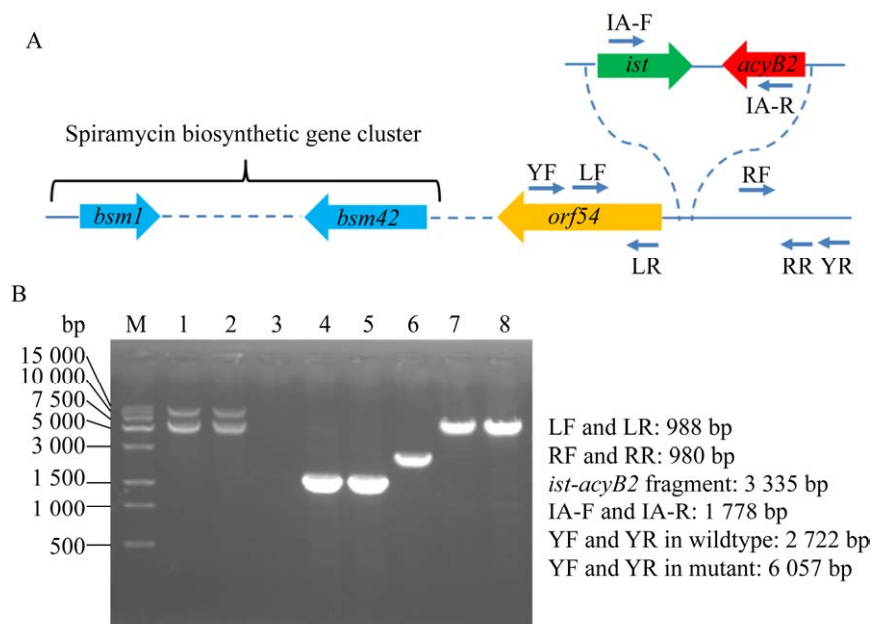 A
IA-F
ist
acyB2
IA-R
Spiramycin biosynthetic gene cluster
YF
LF
RF
bsm1
bsm42
orf54
LR
RR
YR
B
bp
M
1
2
3
4
5
6
7
8
15 000
10 000
7 500
5 000
3 000
1 500
1 000
500
LF and LR: 988 bp
RF and RR: 980 bp
ist-acyB2 fragment: 3 335 bp
IA-F and IA-R: 1 778 bp
YF and YR in wildtype: 2 722 bp
YF and YR in mutant: 6 057 bp